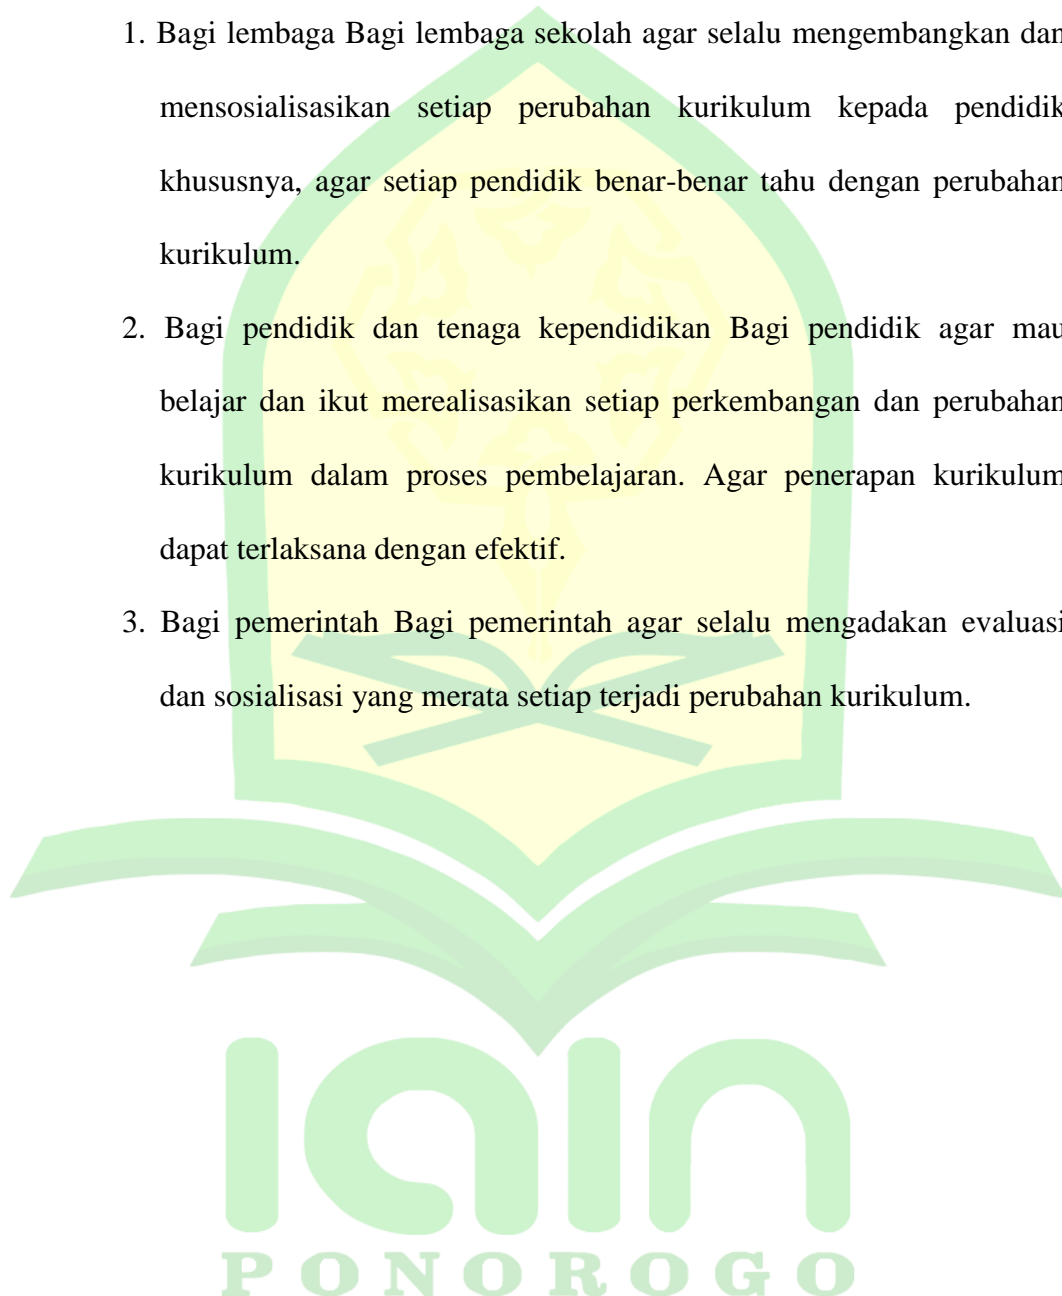 1. Bagi lembaga Bagi lembaga sekolah agar selalu mengembangkan dan
mensosialisasikan setiap perubahan kurikulum kepada pendidik
khususnya, agar setiap pendidik benar-benar tahu dengan perubahan
kurikulum.
2. Bagi pendidik dan tenaga kependidikan Bagi pendidik agar mau
belajar dan ikut merealisasikan setiap perkembangan dan perubahan
kurikulum dalam proses pembelajaran. Agar penerapan kurikulum
dapat terlaksana dengan efektif.
3. Bagi pemerintah Bagi pemerintah agar selalu mengadakan evaluasi
dan sosialisasi yang merata setiap terjadi perubahan kurikulum.
iain
PONOROGO